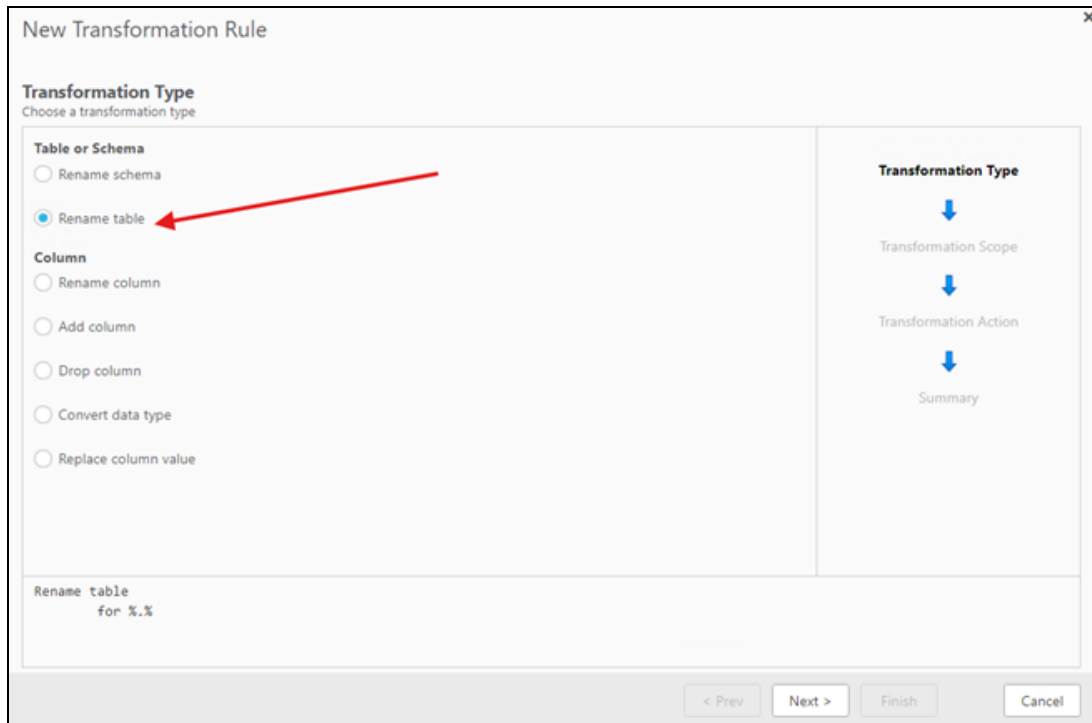 New Transformation Rule
Transformation Type
Choose a transformation type
Table or Schema
Rename schema
Rename table
Column
Rename column
Add column
Drop column
Convert data type
Replace column value
Transformation Type
Transformation Scope
Transformation Action
Summary
Rename table
for %.%
< Prev
Next >
Finish
Cancel